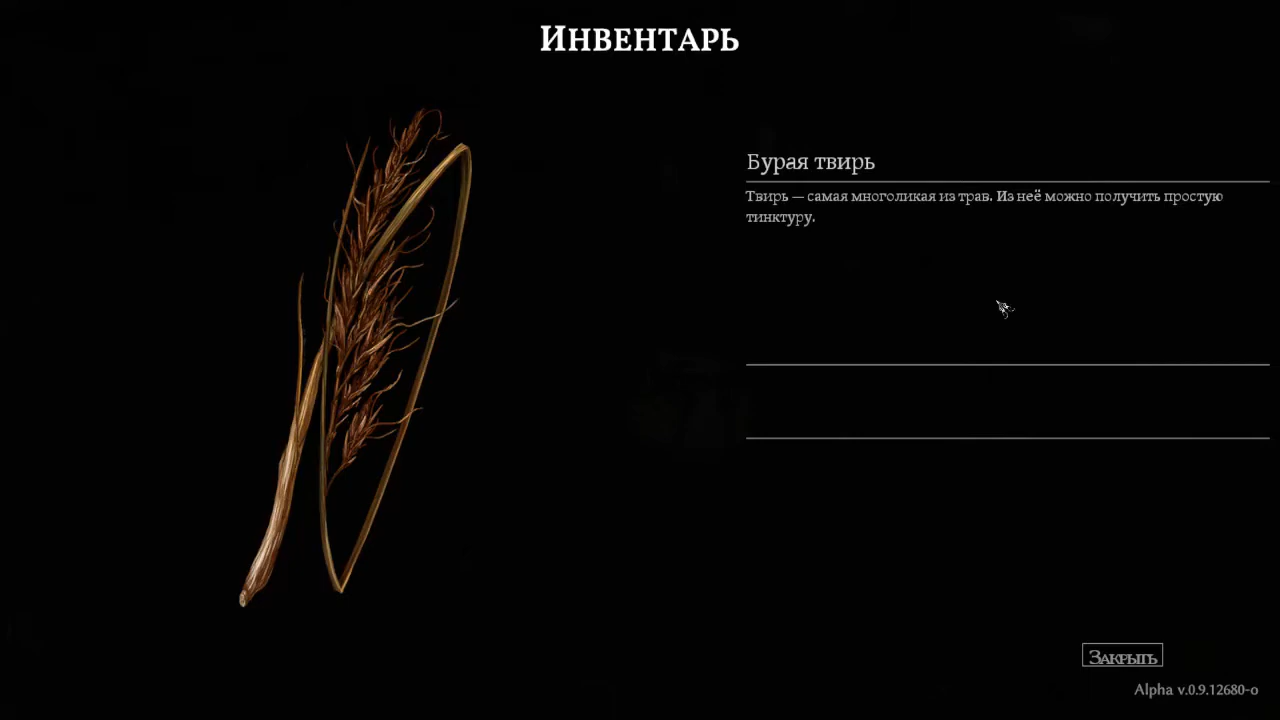 Инвентарь
Бурая твирь
Твирь — самая многоликая из трав. Из неё можно получить простую
тинктуру.
Закрыть
Alpha v.0.9.12680-o